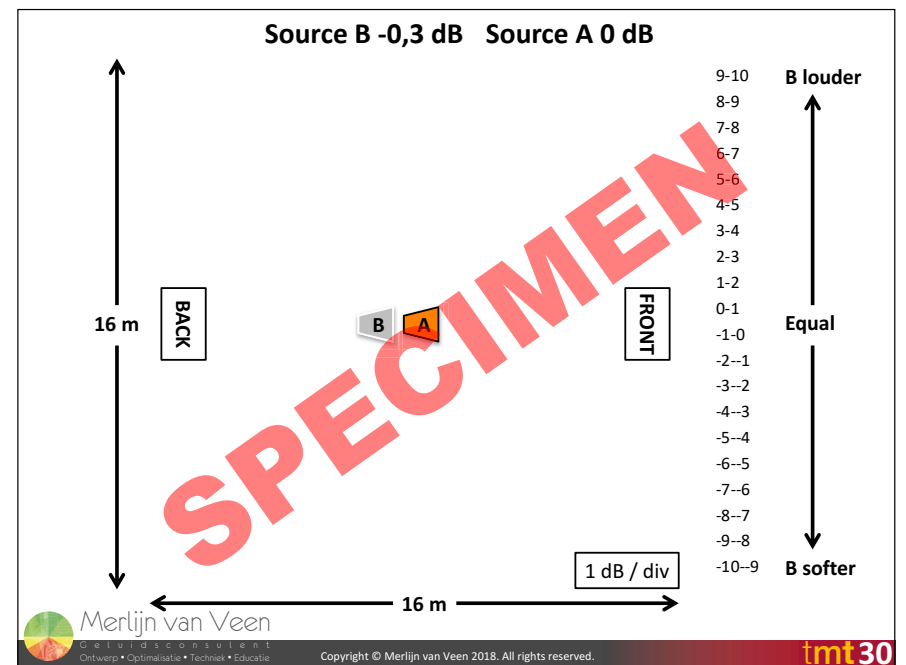 Source B -0,3 dB Source A 0 dB
9-10
B louder
8-9
7-8
6-7
5-6
4-5
3-4
2-3
1-2
0-1
16 m
BACK
B
A
FRONT
Equal
-1-0
-2--1
-3--2
-4--3
-5--4
-6--5
-7--6
-8--7
-9--8
-10--9
B softer
SPECIMEN
1 dB / div
16 m
Merlijn van Veen
Geluidsconsulent
Ontwerp • Optimalisatie • Techniek • Educatie
Copyright © Merlijn van Veen 2018. All rights reserved.
tmt30